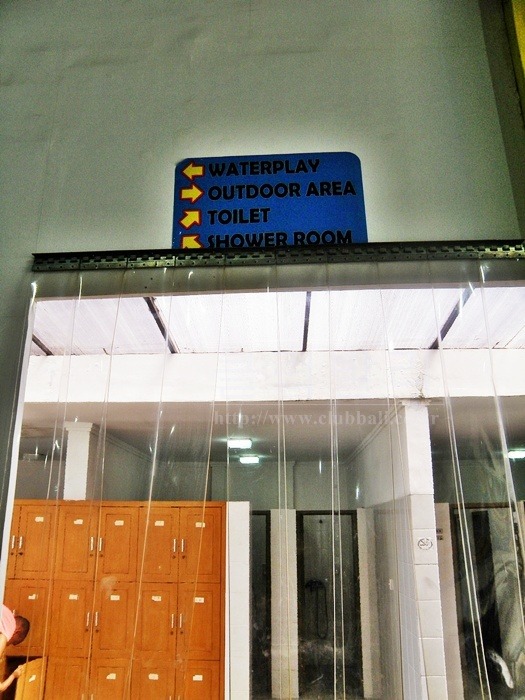 WATERPLAY
OUTDOOR AREA
TOILET
SHOWER ROOM